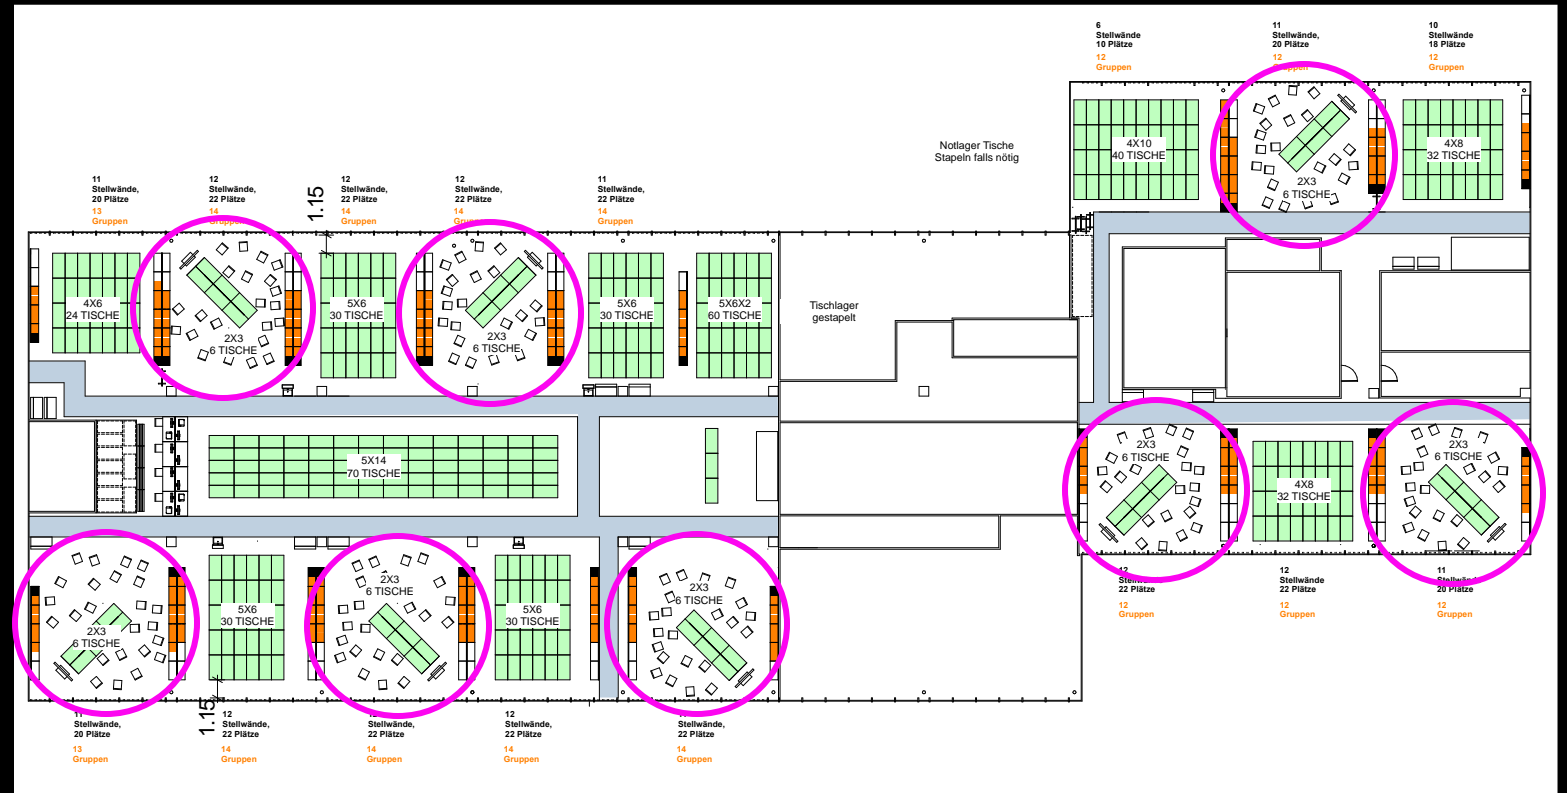 6
Stellwände
10 Plätze
12
Gruppen
11
Stellwände,
20 Plätze
12
Gruppen
10
Stellwände
18 Plätze
12
Gruppen
4X10
40 TISCHE
2X3
6 TISCHE
4X8
32 TISCHE
Notlager Tische
Stapeln falls nötig
11
Stellwände,
20 Plätze
13
Gruppen
12
Stellwände,
22 Plätze
14
Gruppen
1.15
12
Stellwände,
22 Plätze
14
Gruppen
12
Stellwände,
22 Plätze
14
11
Stellwände,
22 Plätze
14
Gruppen
4X6
24 TISCHE
2X3
6 TISCHE
5X6
30 TISCHE
2X3
6 TISCHE
5X6
30 TISCHE
5X6X2
60 TISCHE
Tischlager
gestapelt
5X14
70 TISCHE
2X3
6 TISCHE
4X8
32 TISCHE
2X3
6 TISCHE
12
22 Plätze
12
Gruppen
12
Stellwände
22 Plätze
12
Gruppen
11
Stellwände,
20 Plätze
12
Gruppen
2X3
6 TISCHE
5X6
30 TISCHE
2X3
6 TISCHE
5X6
30 TISCHE
2X3
6 TISCHE
1.15
11
Stellwände,
20 Plätze
13
Gruppen
12
Stellwände,
22 Plätze
14
Gruppen
Stellwände,
22 Plätze
14
Gruppen
12
Stellwände,
22 Plätze
14
Gruppen
Stellwände,
22 Plätze
14
Gruppen